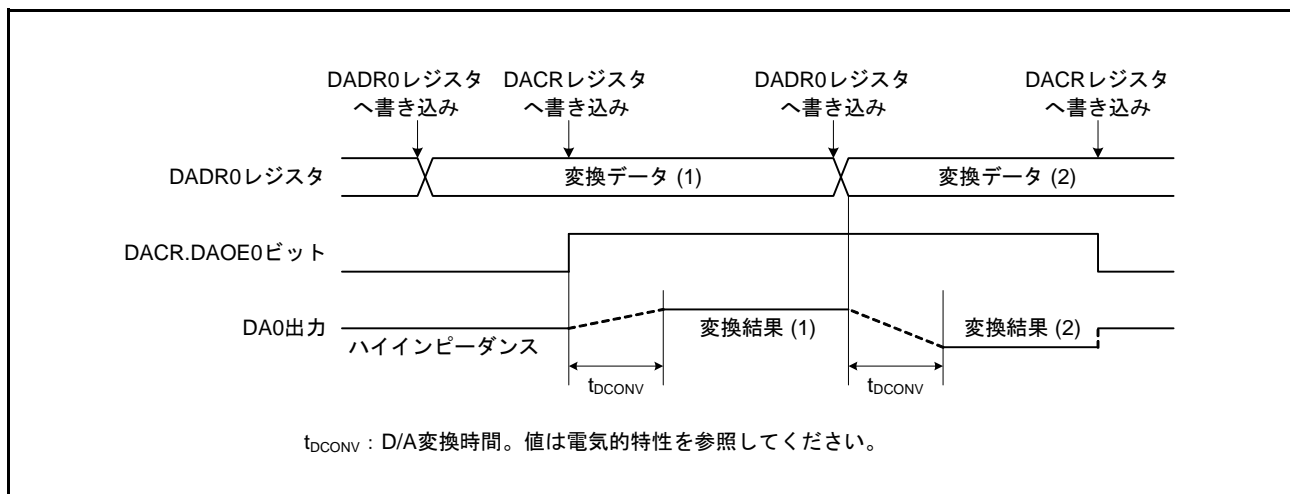 DADR0レジスタ
へ書き込み
DACRレジスタ
へ書き込み
DADR0レジスタ
へ書き込み
DACRレジスタ
へ書き込み
DADR0レジスタ
変換データ (1)
変換データ (2)
DACR.DAOE0ビット
DA0出力
ハイインピーダンス
変換結果 (1)
変換結果 (2)
tDCONV
tDCONV
tDCONV：D/A変換時間。値は電気的特性を参照してください。